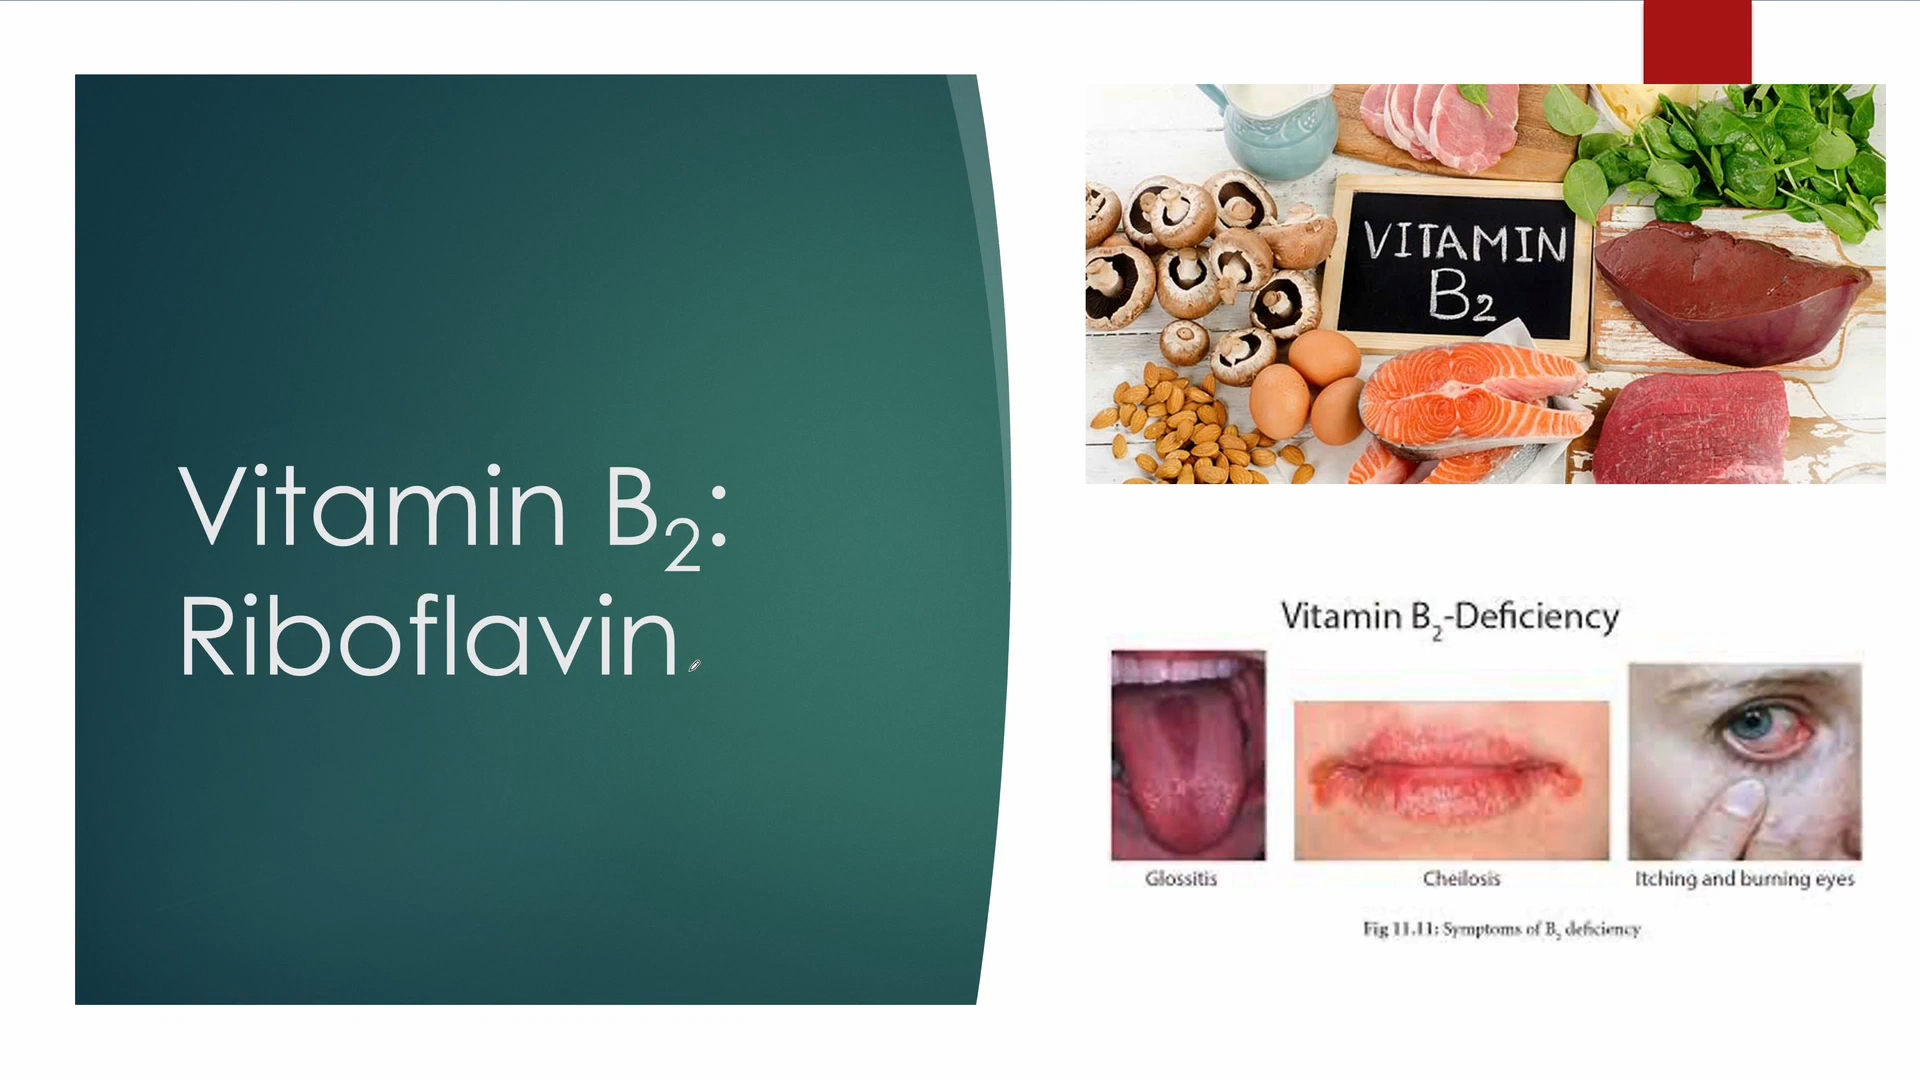 Vitamin B₂:
Riboflavin
VITAMIN
B₂
Vitamin B₂-Deficiency
Glossitis
Cheilosis
Itching and burning eyes
Fig 11.11: Symptoms of B₂ deficiency